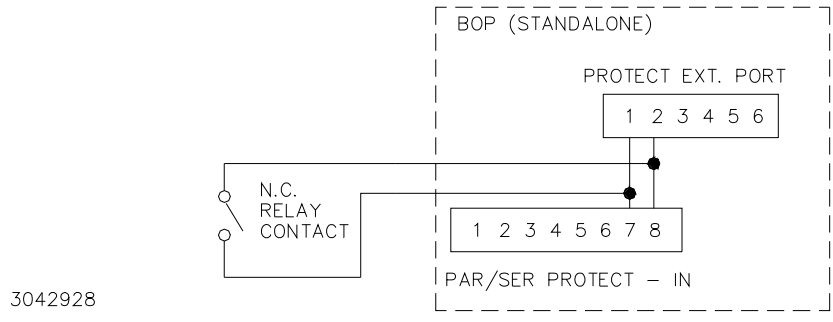 BOP (STANDALONE)
PROTECT EXT. PORT
1 2 3 4 5 6
N.C.
RELAY
CONTACT
1 2 3 4 5 6 7 8
PAR/SER PROTECT – IN
3042928